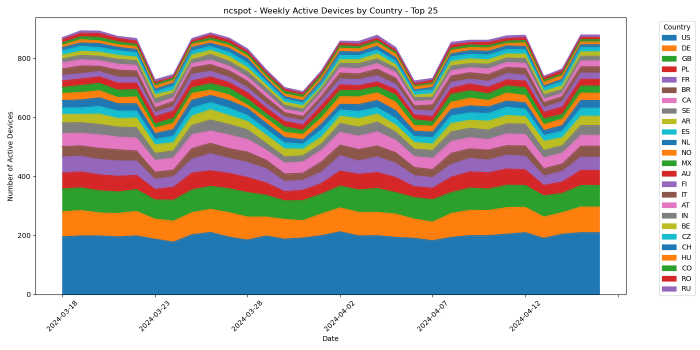 ncspot - Weekly Active Devices by Country - Top 25
Number of Active Devices
800
600
400
200
0
2024-03-18
2024-03-23
2024-03-28
2024-04-02
2024-04-07
2024-04-12
Date
Country
US
DE
GB
PL
FR
BR
CA
SE
AR
ES
NL
NO
MX
AU
FI
IT
AT
IN
BE
CZ
CH
HU
CO
RO
RU